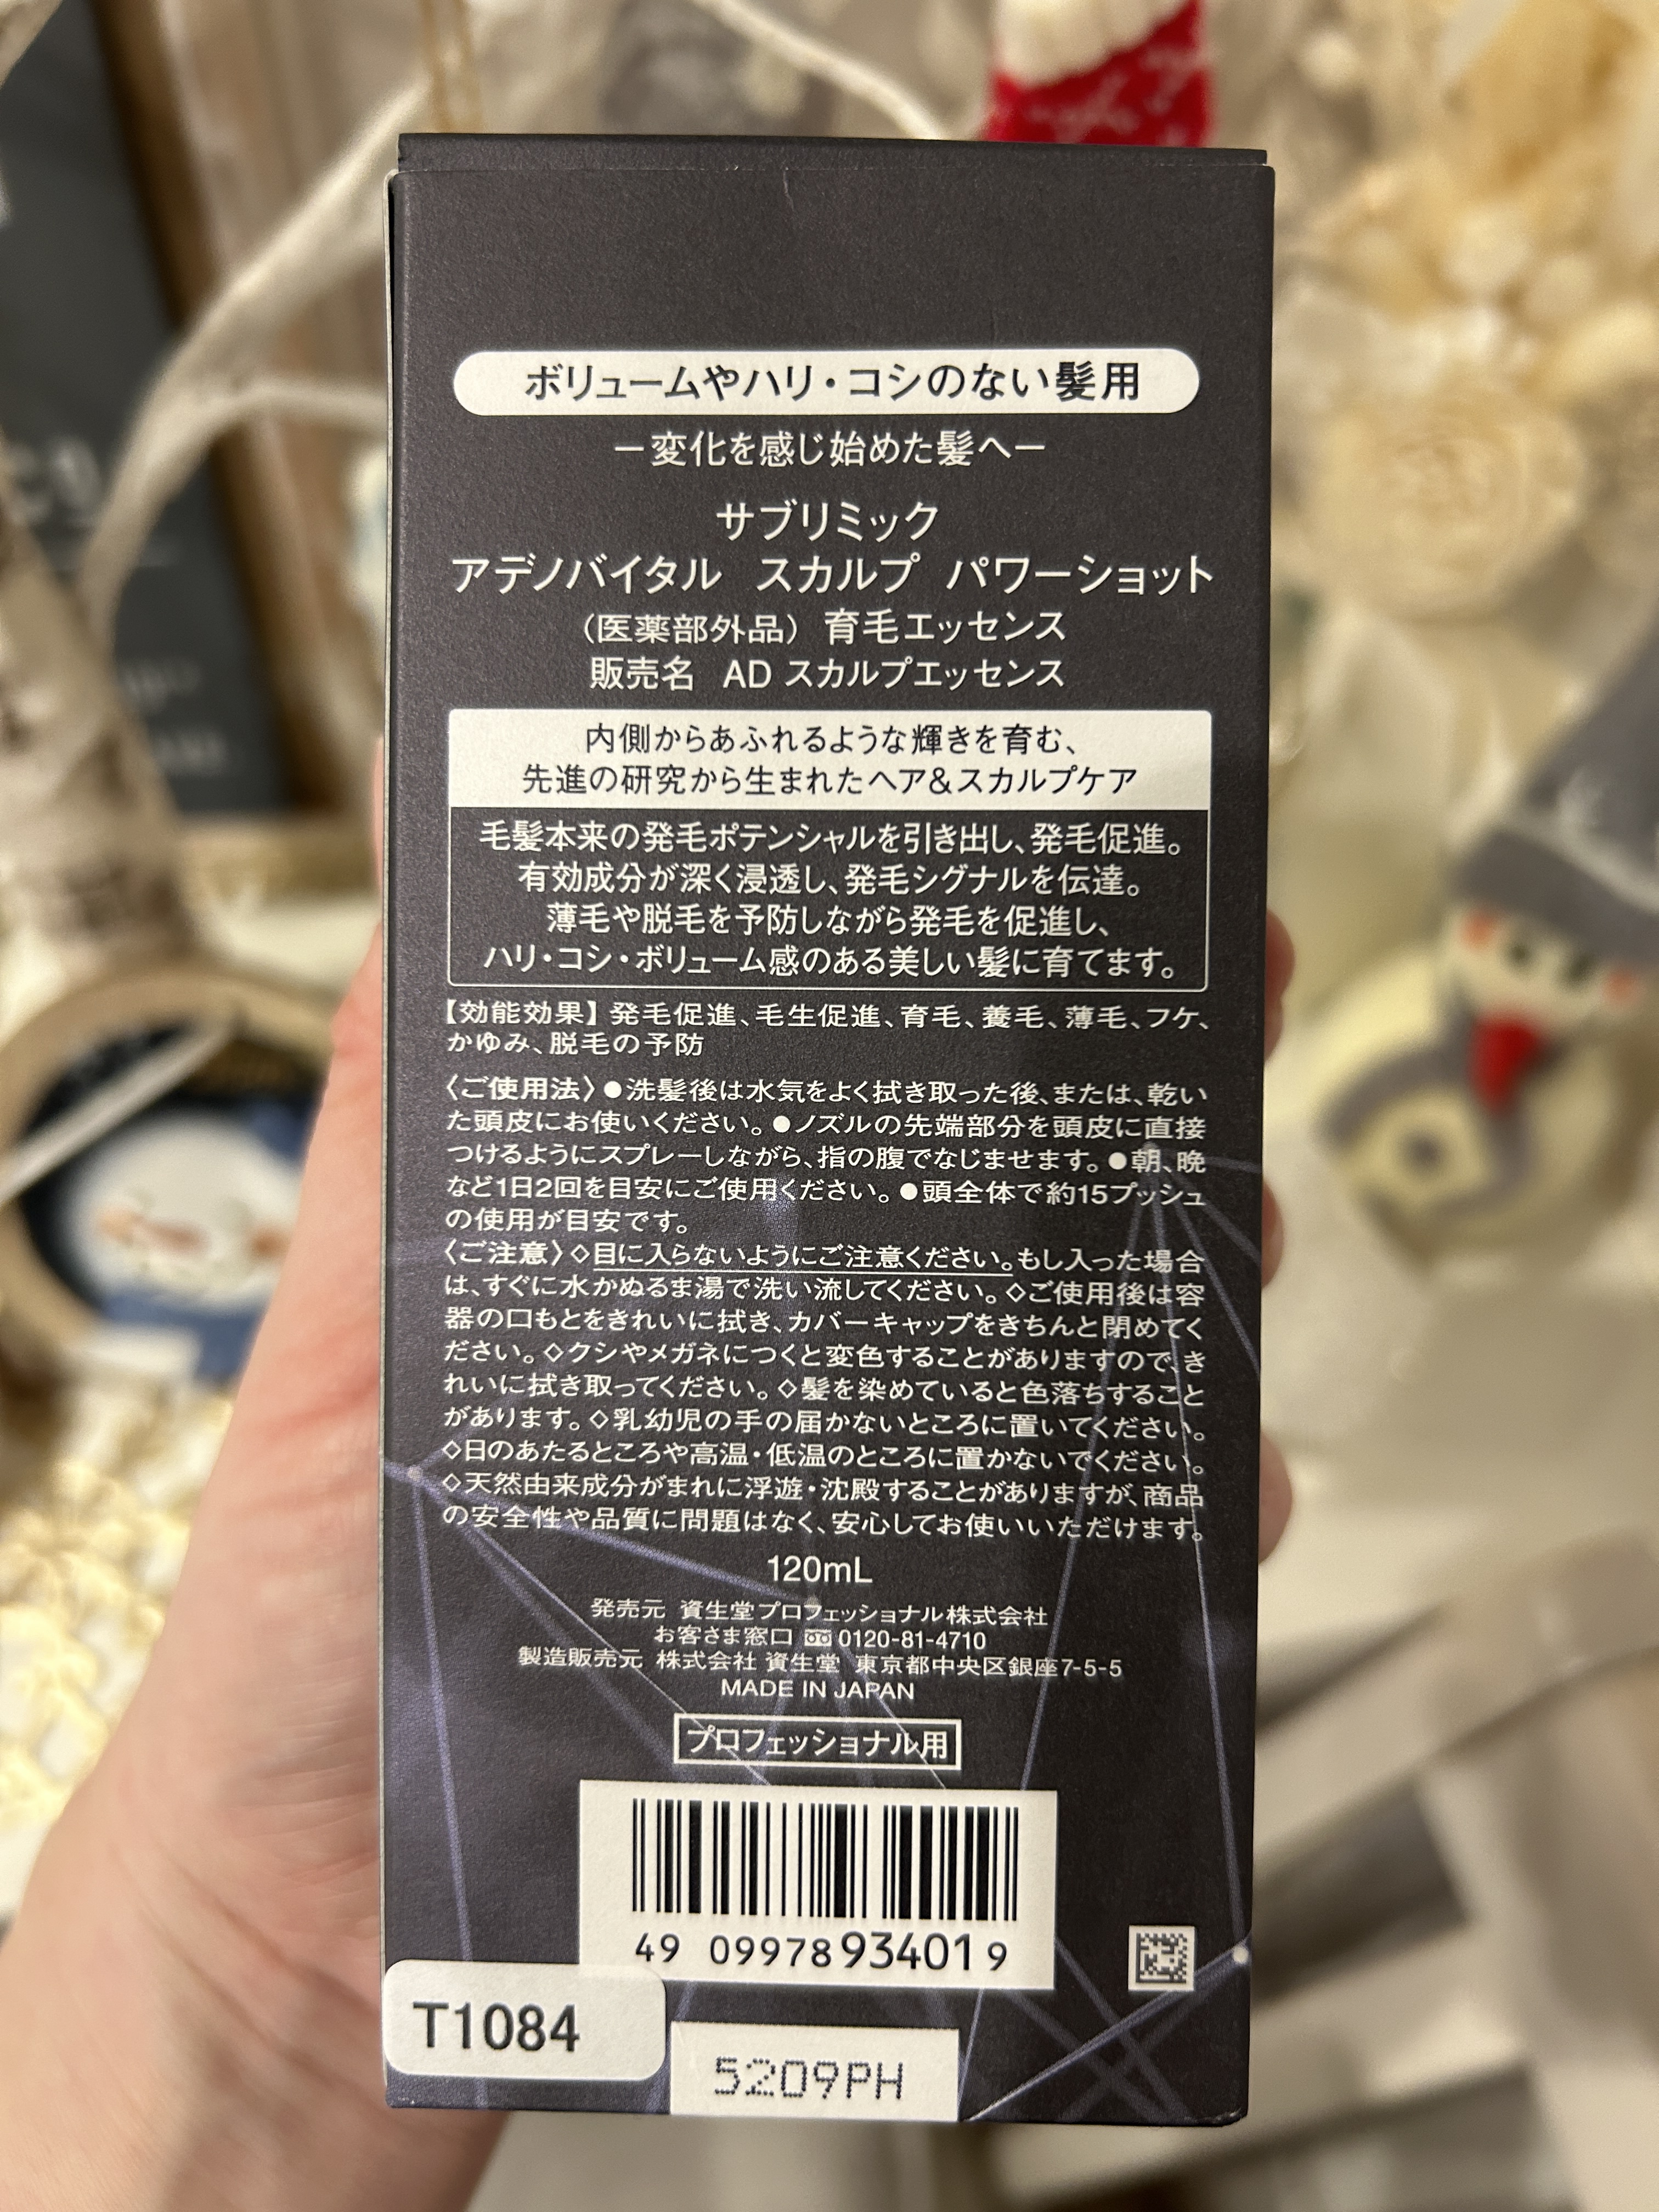 ボリュームやハリ・コシのない髪用
－変化を感じ始めた髪へ－
サブリミック
アデノバイタル スカルプ パワーショット
（医薬部外品）育毛エッセンス
販売名 AD スカルプエッセンス
内側からあふれるような輝きを育む、
先進の研究から生まれたヘア＆スカルプケア
毛髪本来の発毛ポテンシャルを引き出し、発毛促進。
有効成分が深く浸透し、発毛シグナルを伝達。
薄毛や脱毛を予防しながら発毛を促進し、
ハリ・コシ・ボリューム感のある美しい髪に育てます。
【効能効果】発毛促進、毛生促進、育毛、養毛、薄毛、フケ、
かゆみ、脱毛の予防
〈ご使用法〉●洗髪後は水気をよく拭き取った後、または、乾い
た頭皮にお使いください。●ノズルの先端部分を頭皮に直接
つけるようにスプレーしながら、指の腹でなじませます。●朝、晩
など1日2回を目安にご使用ください。●頭全体で約15プッシュ
の使用が目安です。
〈ご注意〉◇目に入らないようにご注意ください。もし入った場合
は、すぐに水かぬるま湯で洗い流してください。◇ご使用後は容
器の口もとをきれいに拭き、カバーキャップをきちんと閉めてく
ださい。◇クシやメガネにつくと変色することがありますので、き
れいに拭き取ってください。◇髪を染めていると色落ちすること
があります。◇乳幼児の手の届かないところに置いてください。
◇日のあたるところや高温・低温のところに置かないでください。
◇天然由来成分がまれに浮遊・沈殿することがありますが、商品
の安全性や品質に問題はなく、安心してお使いいただけます。
120mL
発売元 資生堂プロフェッショナル株式会社
お客さま窓口 0120-81-4710
製造販売元 株式会社 資生堂 東京都中央区銀座7-5-5
MADE IN JAPAN
プロフェッショナル用
49 09978 93401 9
T1084
5209PH